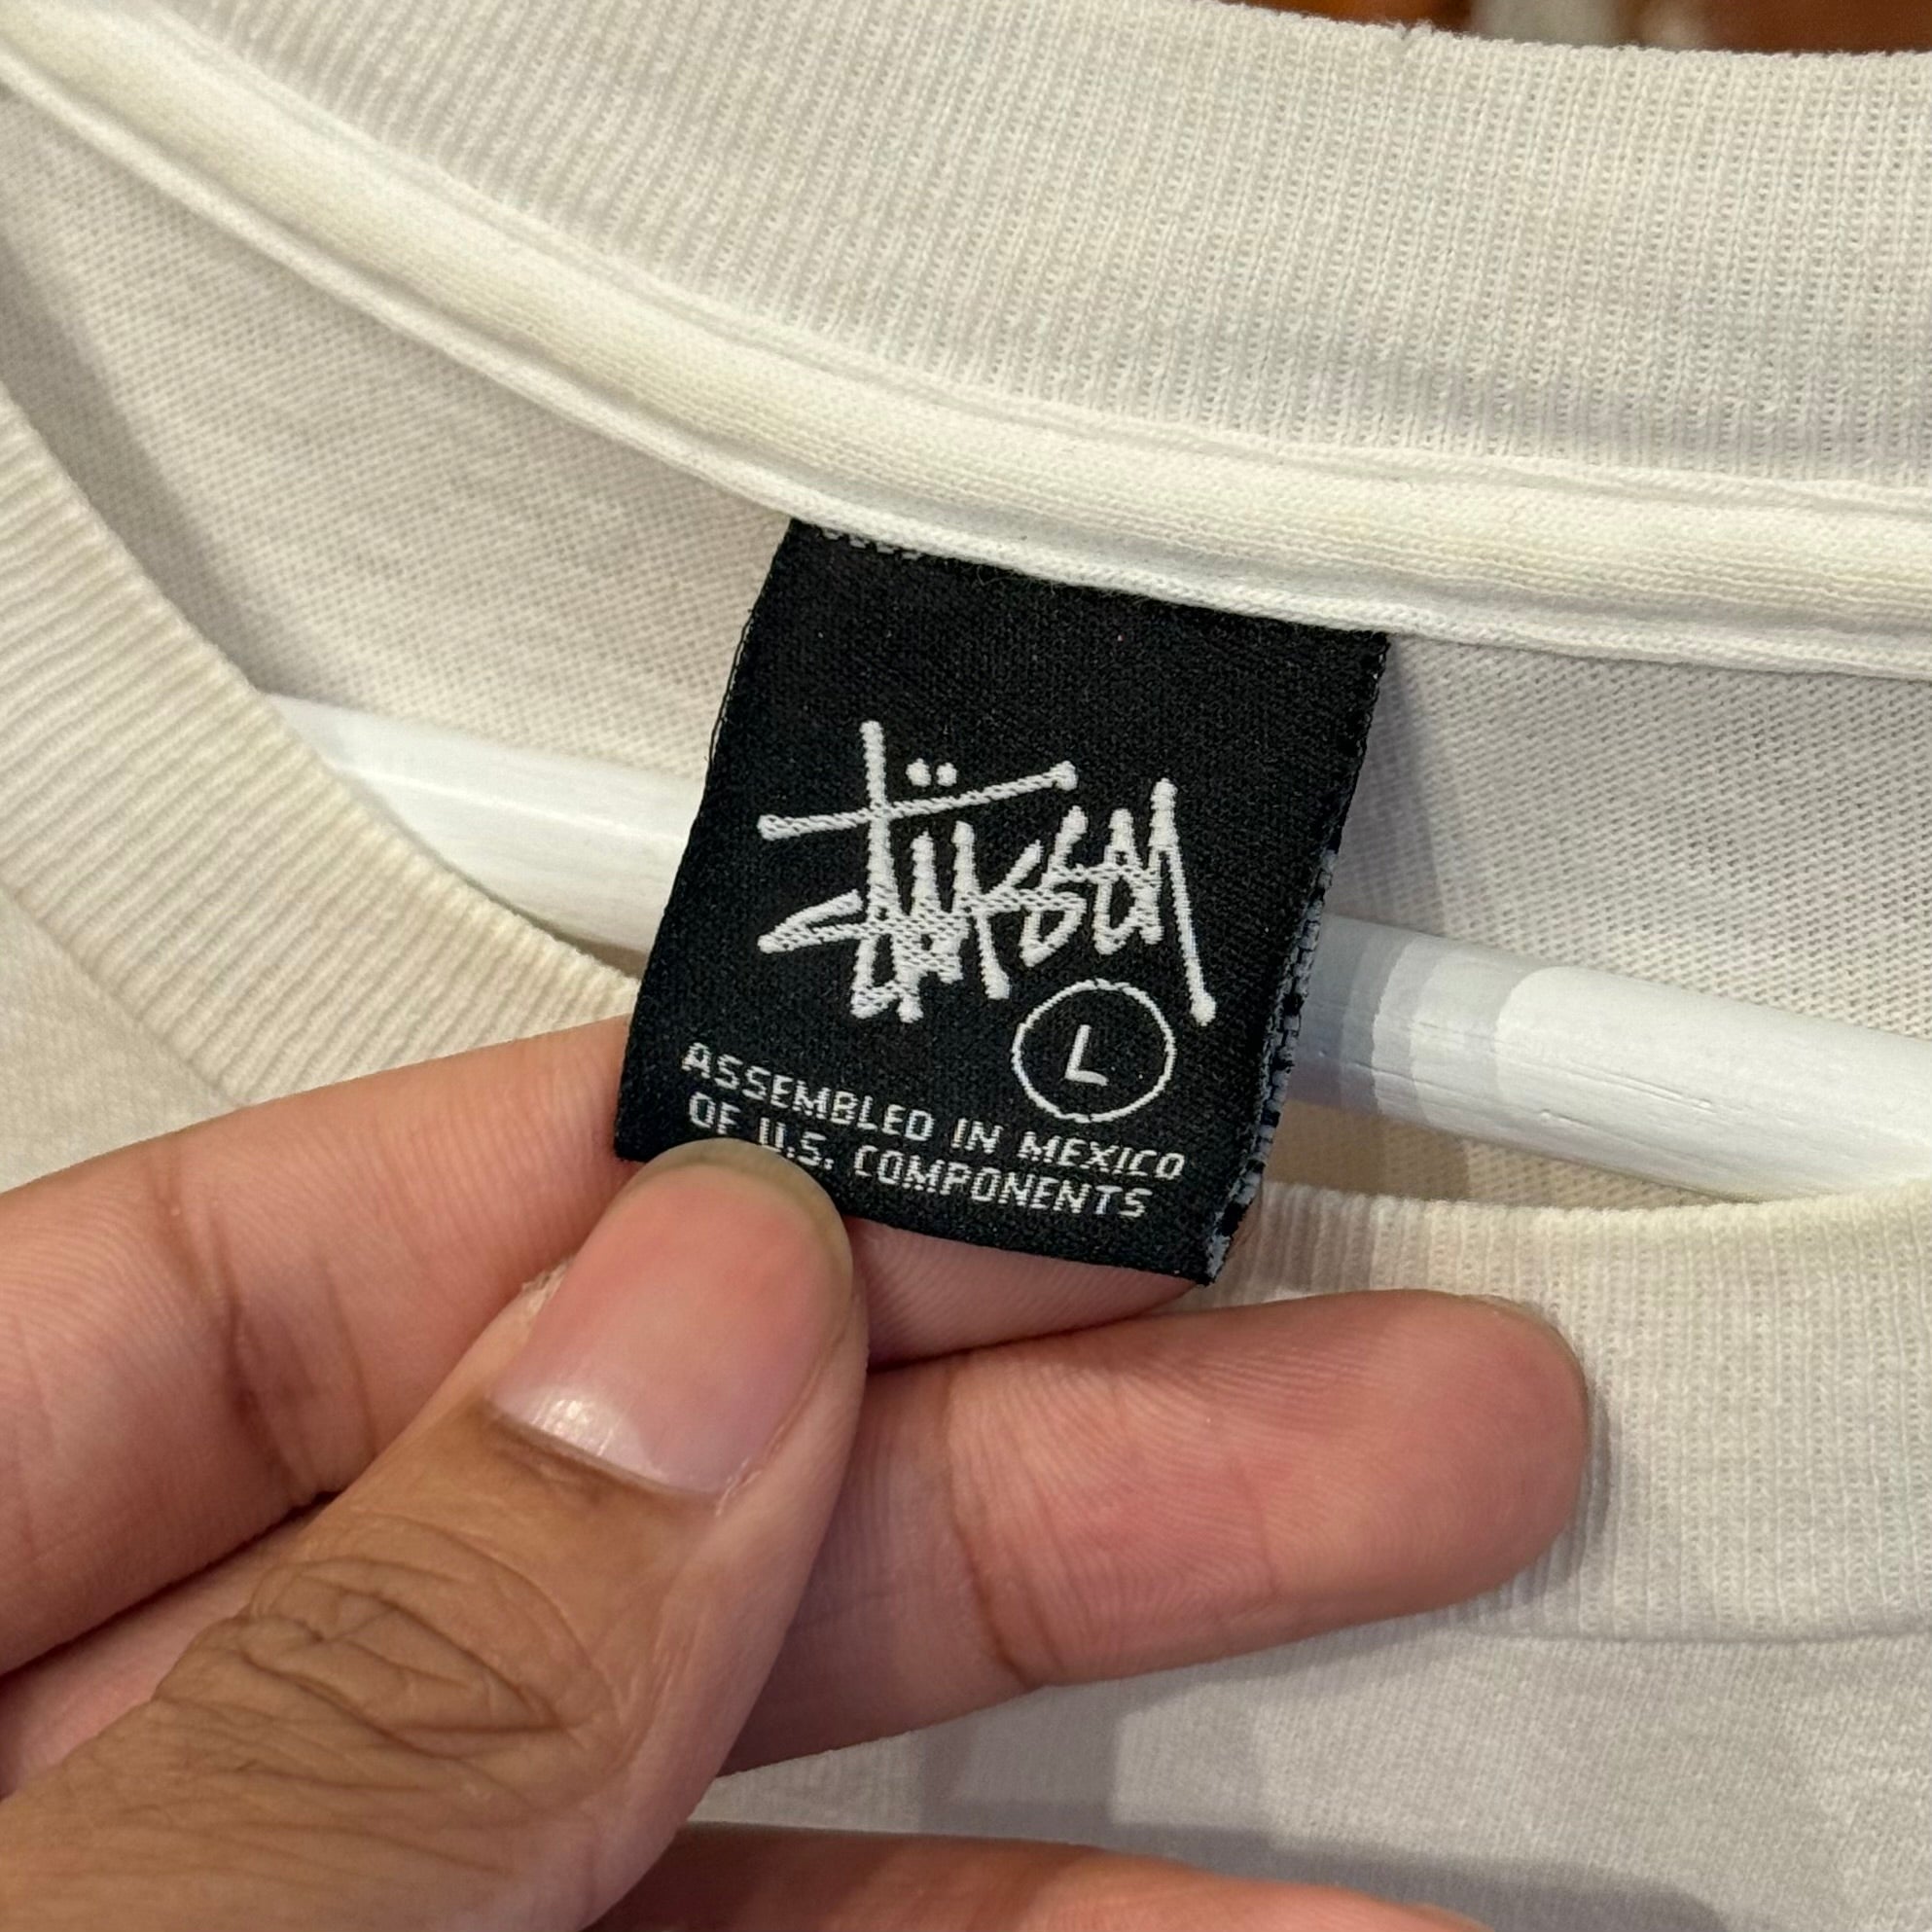 Stüssy
L
ASSEMBLED IN MEXICO
OF U.S. COMPONENTS